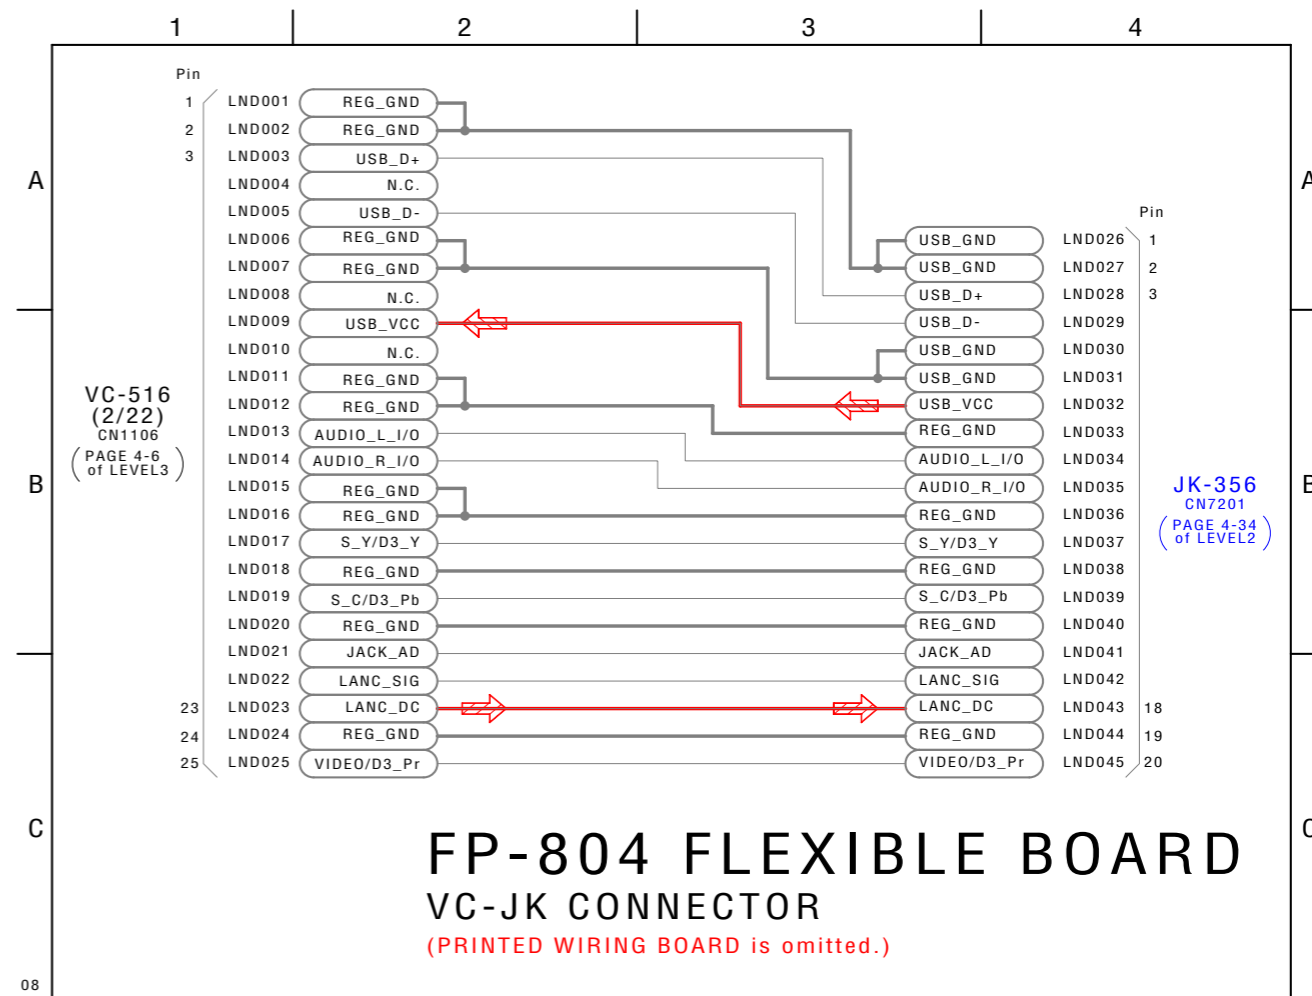 1 2 3 4
Pin
1 LND001 REG_GND
2 LND002 REG_GND
3 LND003 USB_D+
A LND004 N.C. A
LND005 USB_D- Pin
LND006 REG_GND USB_GND LND026 1
LND007 REG_GND USB_GND LND027 2
LND008 N.C. USB_D+ LND028 3
LND009 USB_VCC USB_D- LND029
LND010 N.C. USB_GND LND030
LND011 REG_GND USB_GND LND031
LND012 REG_GND USB_VCC LND032
LND013 AUDIO_L_I/O REG_GND LND033
LND014 AUDIO_R_I/O AUDIO_L_I/O LND034
LND015 REG_GND AUDIO_R_I/O LND035
LND016 REG_GND REG_GND LND036
LND017 S_Y/D3_Y S_Y/D3_Y LND037
LND018 REG_GND REG_GND LND038
LND019 S_C/D3_Pb S_C/D3_Pb LND039
LND020 REG_GND REG_GND LND040
LND021 JACK_AD JACK_AD LND041
LND022 LANC_SIG LANC_SIG LND042
23 LND023 LANC_DC LANC_DC LND043 18
24 LND024 REG_GND REG_GND LND044 19
25 LND025 VIDEO/D3_Pr VIDEO/D3_Pr LND045 20
VC-516
(2/22)
CN1106
(PAGE 4-6
of LEVEL3)
B B
JK-356
CN7201
(PAGE 4-34
of LEVEL2)
C C
FP-804 FLEXIBLE BOARD
VC-JK CONNECTOR
(PRINTED WIRING BOARD is omitted.)
08